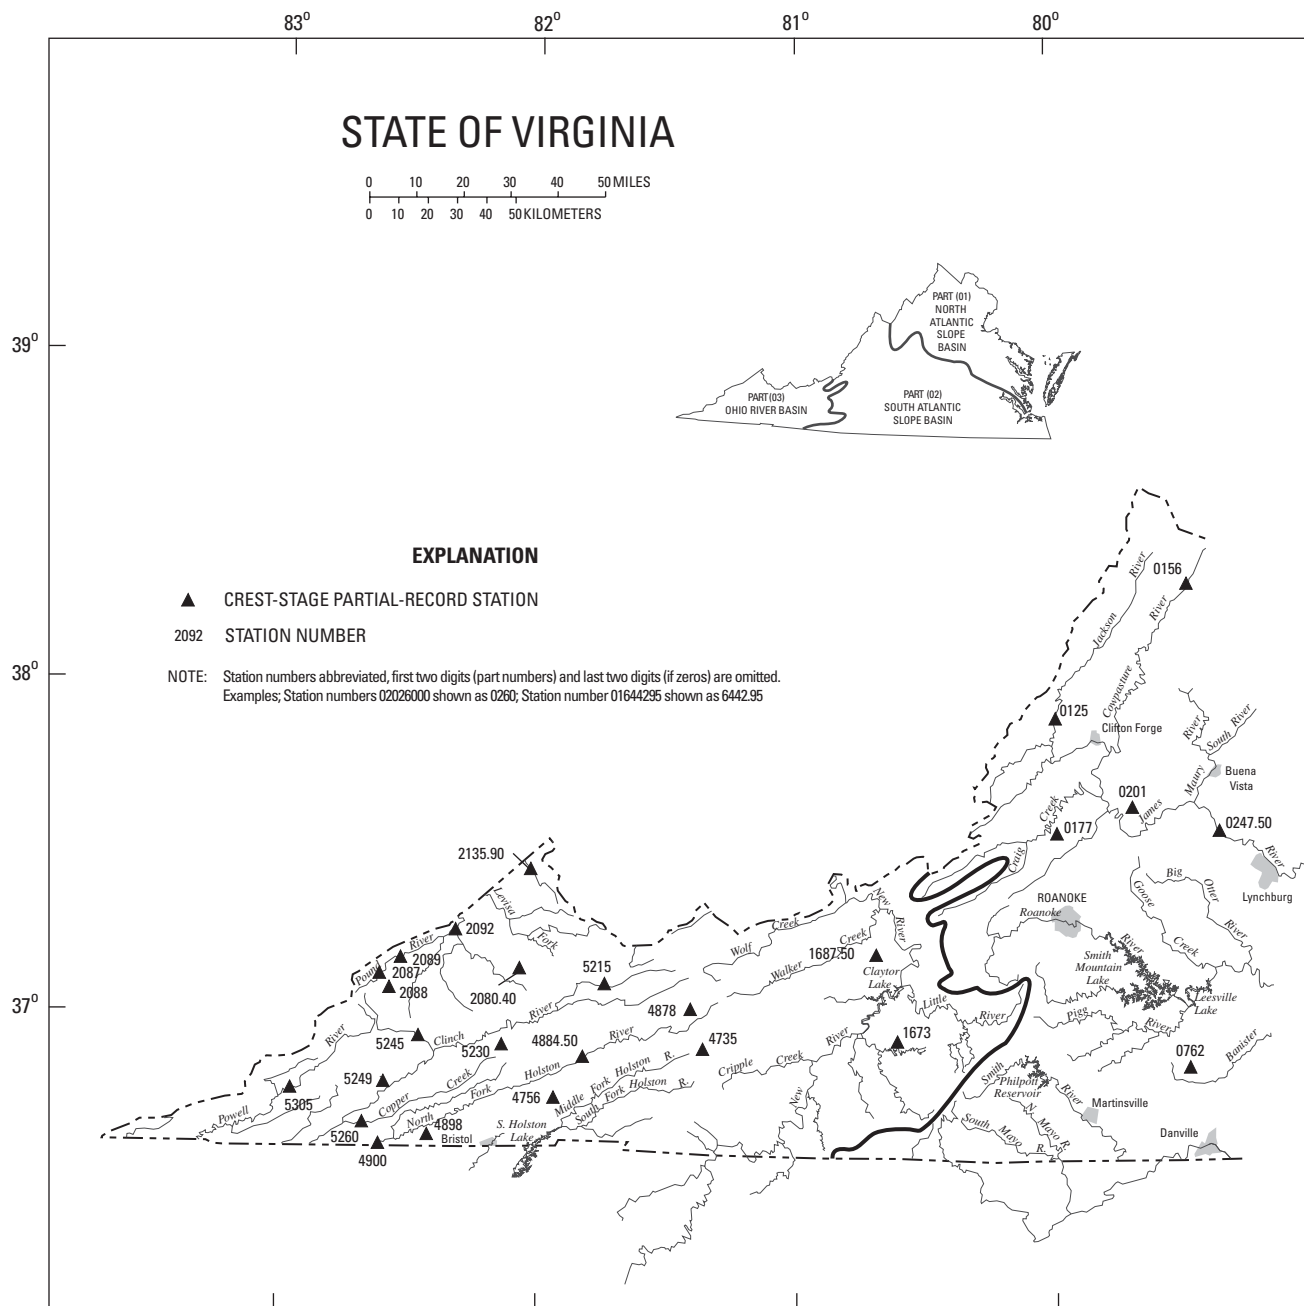 83º
82º
81º
80º
STATE OF VIRGINIA
0 10 20 30 40 50 MILES
0 10 20 30 40 50 KILOMETERS
39º
38º
37º
PART (01)
NORTH
ATLANTIC
SLOPE
BASIN
PART (03)
OHIO RIVER BASIN
PART (02)
SOUTH ATLANTIC
SLOPE BASIN
EXPLANATION
CREST-STAGE PARTIAL-RECORD STATION
2092 STATION NUMBER
NOTE: Station numbers abbreviated, first two digits (part numbers) and last two digits (if zeros) are omitted.
Examples; Station numbers 02026000 shown as 0260; Station number 01644295 shown as 6442.95
0156
River
Jackson
River
Cowpasture
0125
Clifton Forge
River
South River
Maury
Buena
Vista
0201
James
0247.50
River
Lynchburg
Creek
0177
Craig
2135.90
Levisa
Fork
2092
River
2089
Pound
2087
2088
2080.40
5215
Wolf Creek
New
River
Creek
Walker
1687.50
Claytor
Lake
Little
River
1673
ROANOKE
Roanoke
River
Smith
Mountain
Lake
Goose
Creek
Big
Otter
River
Leesville
Lake
Pigg
River
0762
Banister
River
5245
Clinch
River
5230
4884.50
River
4878
4735
Cripple Creek
River
New
5249
5305
Powell
Copper
Creek
North
Fork
Holston
4756
Middle Fork Holston R.
South Fork Holston R.
5260
4898
4900
Bristol
S. Holston
Lake
Smith
River
Philpott
Reservoir
Martinsville
N.
Mayo R.
South
Mayo
R.
Danville